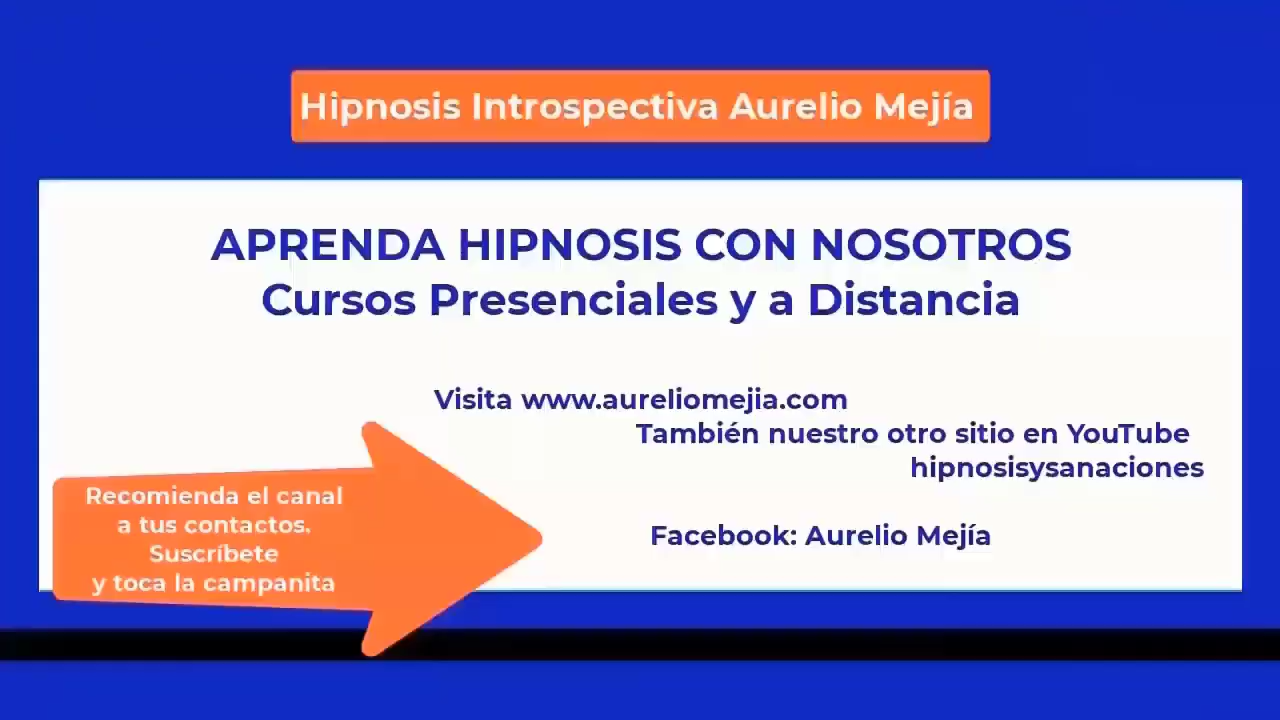 Hipnosis Introspectiva Aurelio Mejía
APRENDA HIPNOSIS CON NOSOTROS
Cursos Presenciales y a Distancia
Visita www.aureliomejia.com
También nuestro otro sitio en YouTube
hipnosisysanaciones
Facebook: Aurelio Mejía
Recomienda el canal
a tus contactos.
Suscríbete
y toca la campanita